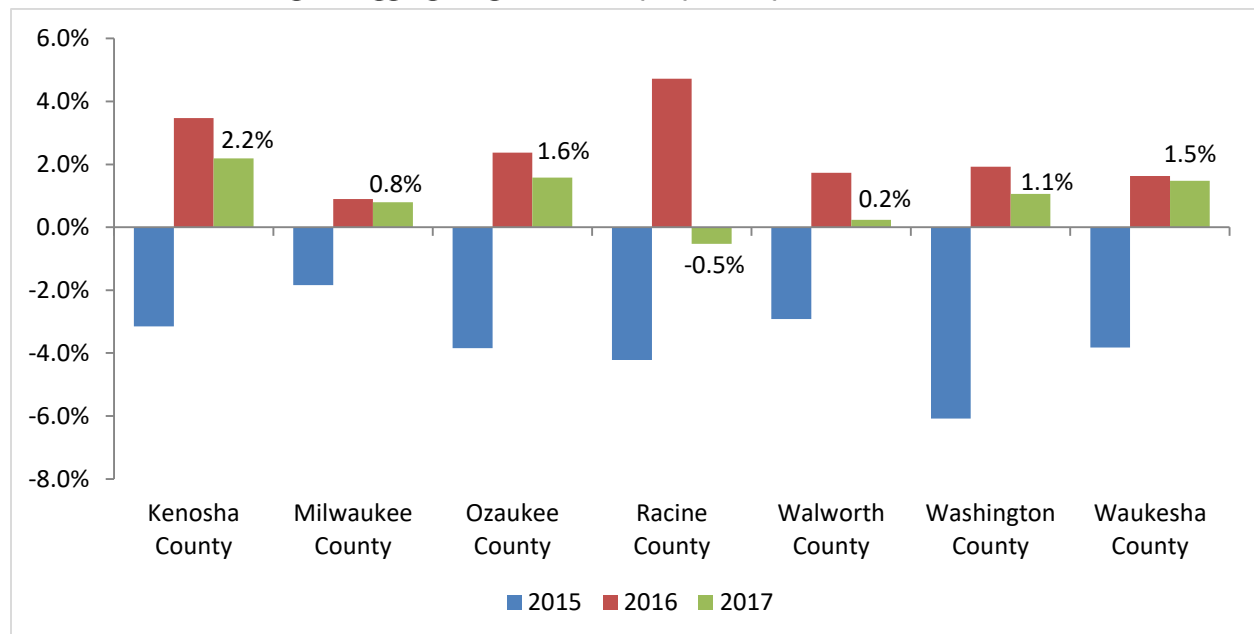 6.0%
4.0%
2.0%
0.0%
-2.0%
-4.0%
-6.0%
-8.0%
2.2%
0.8%
1.6%
-0.5%
0.2%
1.1%
1.5%
Kenosha County
Milwaukee County
Ozaukee County
Racine County
Walworth County
Washington County
Waukesha County
2015 2016 2017